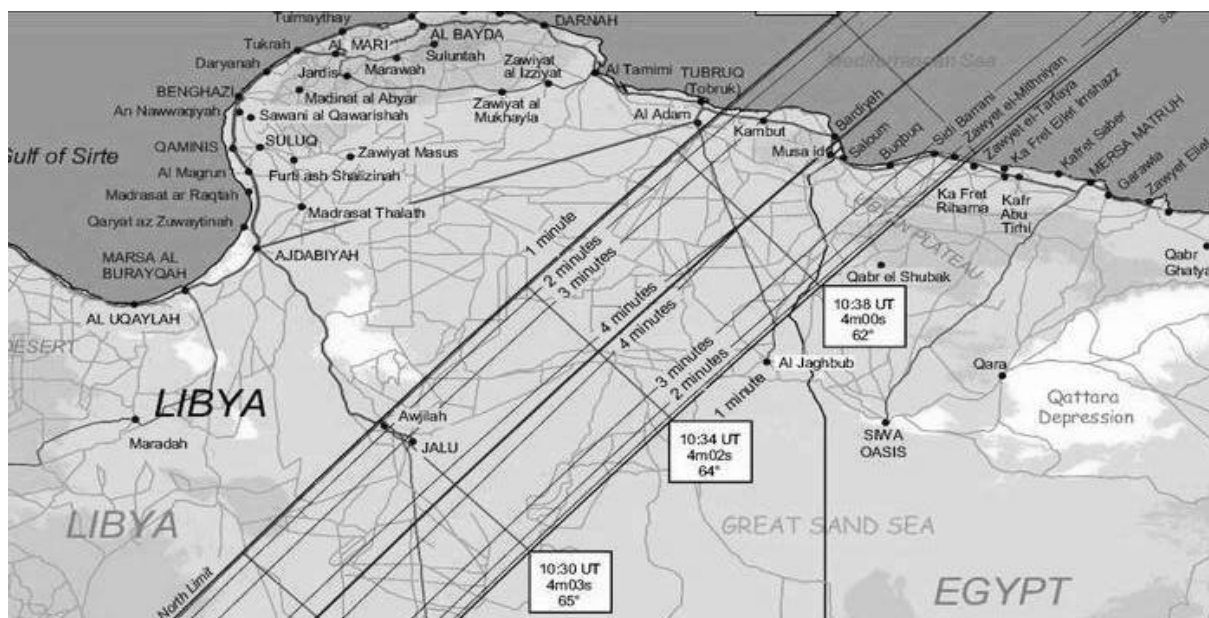 Tulmaythay
DARNAH
AL BAYDA
Tukrah
AL MARI
Suluntah
Zawiyat
al Izziyat
Daryanah
Jardis
Marawah
Al Tamimi
TUBRUQ
(Tobruk)
Mediterranean Sea
BENGHAZI
Madinat al Abyar
Zawiyat al
Mukhayla
An Nawwaqiyah
Sawani al Qawarishah
Al Adam
Kambut
Bardiyah
Musa id
Saloum
Buqbuq
Sidi Barrani
Zawyet el-Mithniyan
Zawyet el-Tarfaya
Ka Fret Eilet Imshazz
Kafret Saber
MERSA MATRUH
Garawla
Zawyet Eilet
Gulf of Sirte
QAMINIS
SULUQ
Zawiyat Masus
Al Magrun
Furti ash Shalizinah
Madrasat ar Raqtah
Madrasat Thalath
Qaryat az Zuwaytinah
Ka Fret
Rihama
Kafr
Abu
Tirhi
LIBYAN PLATEAU
MARSA AL
BURAYQAH
AJDABIYAH
Qabr el Shubak
Qabr
Ghatya
AL UQAYLAH
1 minute
2 minutes
3 minutes
4 minutes
4 minutes
3 minutes
2 minutes
1 minute
10:38 UT
4m00s
62°
DESERT
LIBYA
Al Jaghbub
Qara
Qattara
Depression
Awjilah
JALU
Maradah
10:34 UT
4m02s
64°
SIWA
OASIS
LIBYA
GREAT SAND SEA
10:30 UT
4m03s
65°
EGYPT
North Limit